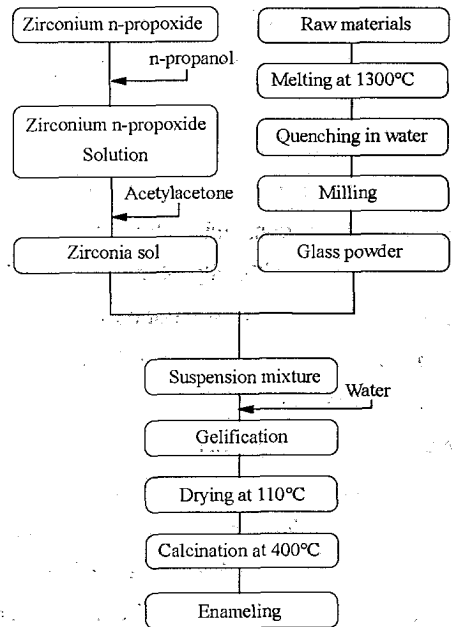 Zirconium n-propoxide
n-propanol
Zirconium n-propoxide
Solution
Acetylacetone
Zirconia sol
Raw materials
Melting at 1300°C
Quenching in water
Milling
Glass powder
Suspension mixture
Water
Gelification
Drying at 110°C
Calcination at 400°C
Enameling